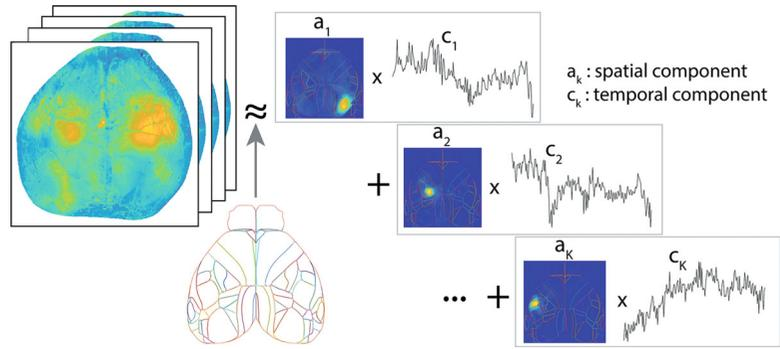 a1
x
c1
ak : spatial component
ck : temporal component
≈
a2
+
x
c2
aK
... +
x
cK